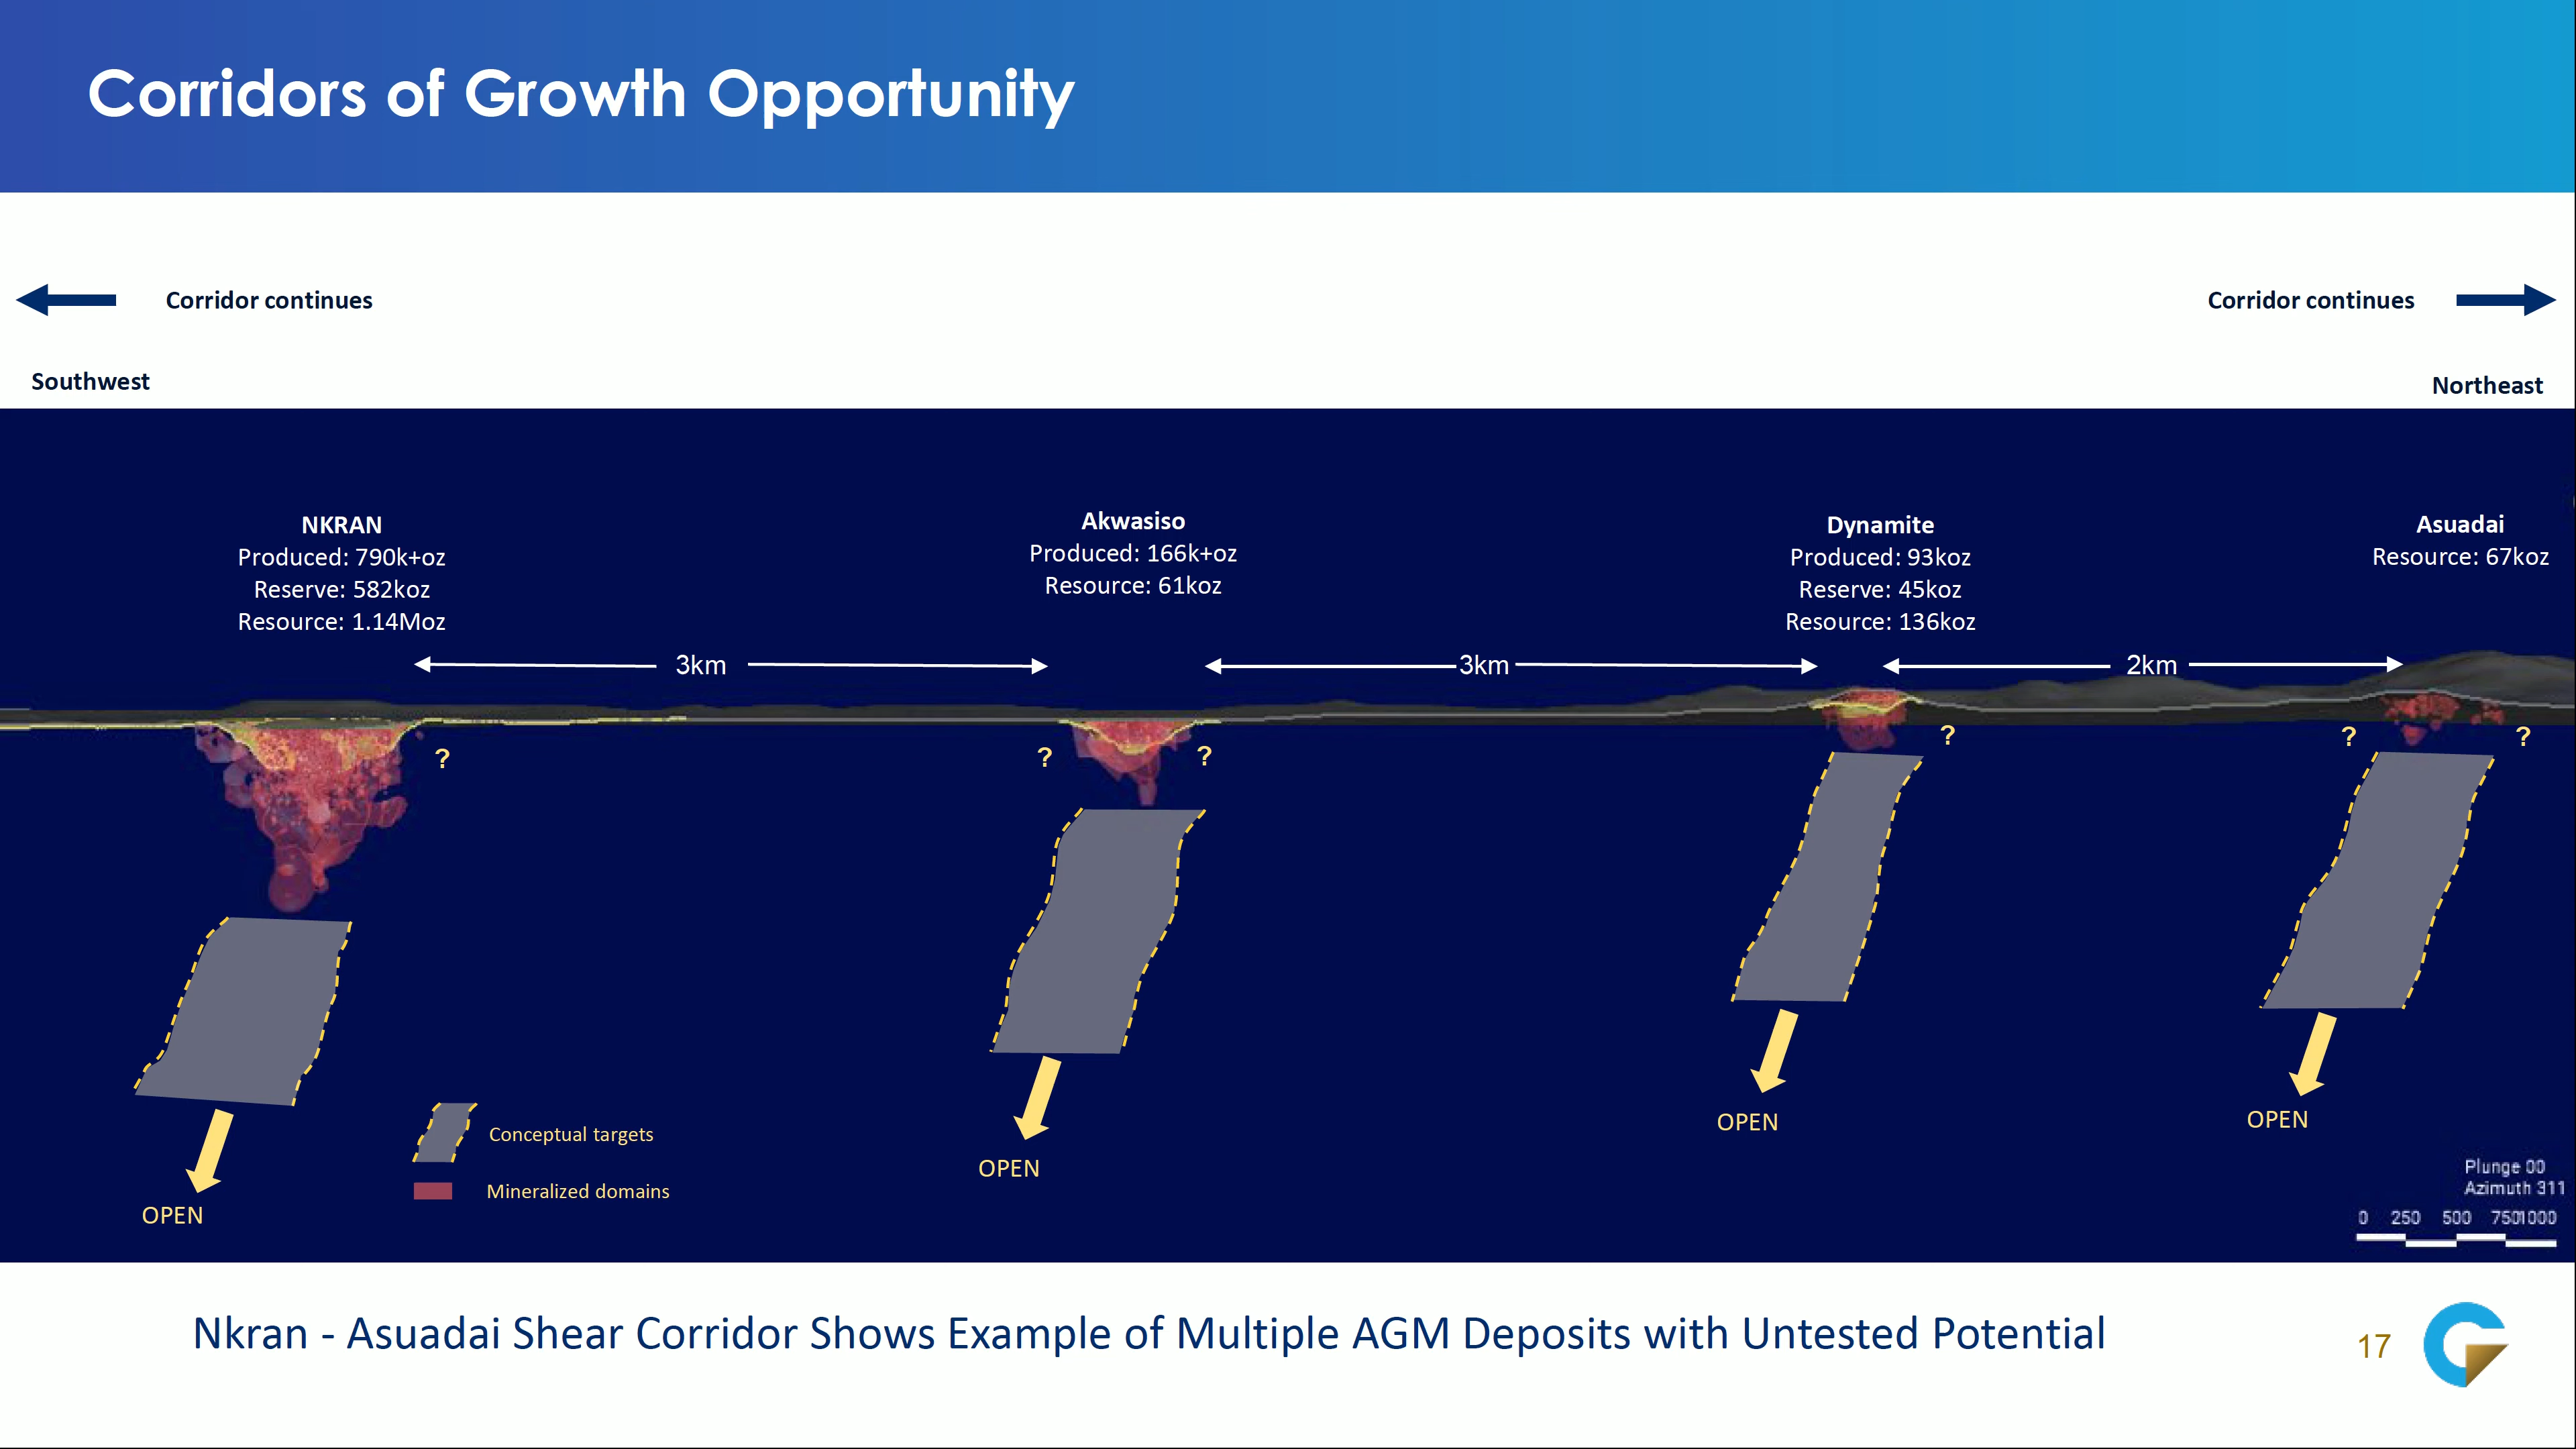 Corridors of Growth Opportunity
Corridor continues
Corridor continues
Southwest
Northeast
NKRAN
Produced: 790k+oz
Reserve: 582koz
Resource: 1.14Moz
Akwasiso
Produced: 166k+oz
Resource: 61koz
Dynamite
Produced: 93koz
Reserve: 45koz
Resource: 136koz
Asuadai
Resource: 67koz
3km
3km
2km
?
?
?
?
?
?
OPEN
OPEN
OPEN
OPEN
Conceptual targets
Mineralized domains
Plunge 00
Azimuth 311
0 250 500 750 1000
Nkran - Asuadai Shear Corridor Shows Example of Multiple AGM Deposits with Untested Potential
17